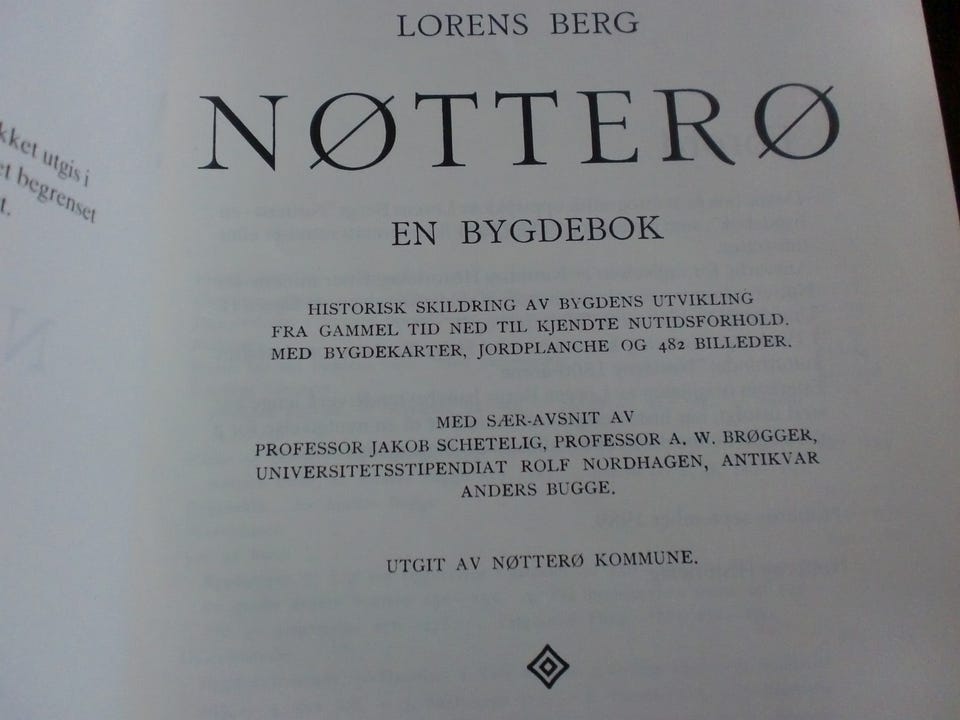 kket utgis i
et begrenset
t.
LORENS BERG
NØTTERØ
EN BYGDEBOK
HISTORISK SKILDRING AV BYGDENS UTVIKLING
FRA GAMMEL TID NED TIL KJENDTE NUTIDSFORHOLD.
MED BYGDEKARTER, JORDPLANCHE OG 482 BILLEDER.
MED SÆR-AVSNIT AV
PROFESSOR JAKOB SCHETELIG, PROFESSOR A. W. BRØGGER,
UNIVERSITETSSTIPENDIAT ROLF NORDHAGEN, ANTIKVAR
ANDERS BUGGE.
UTGIT AV NØTTERØ KOMMUNE.